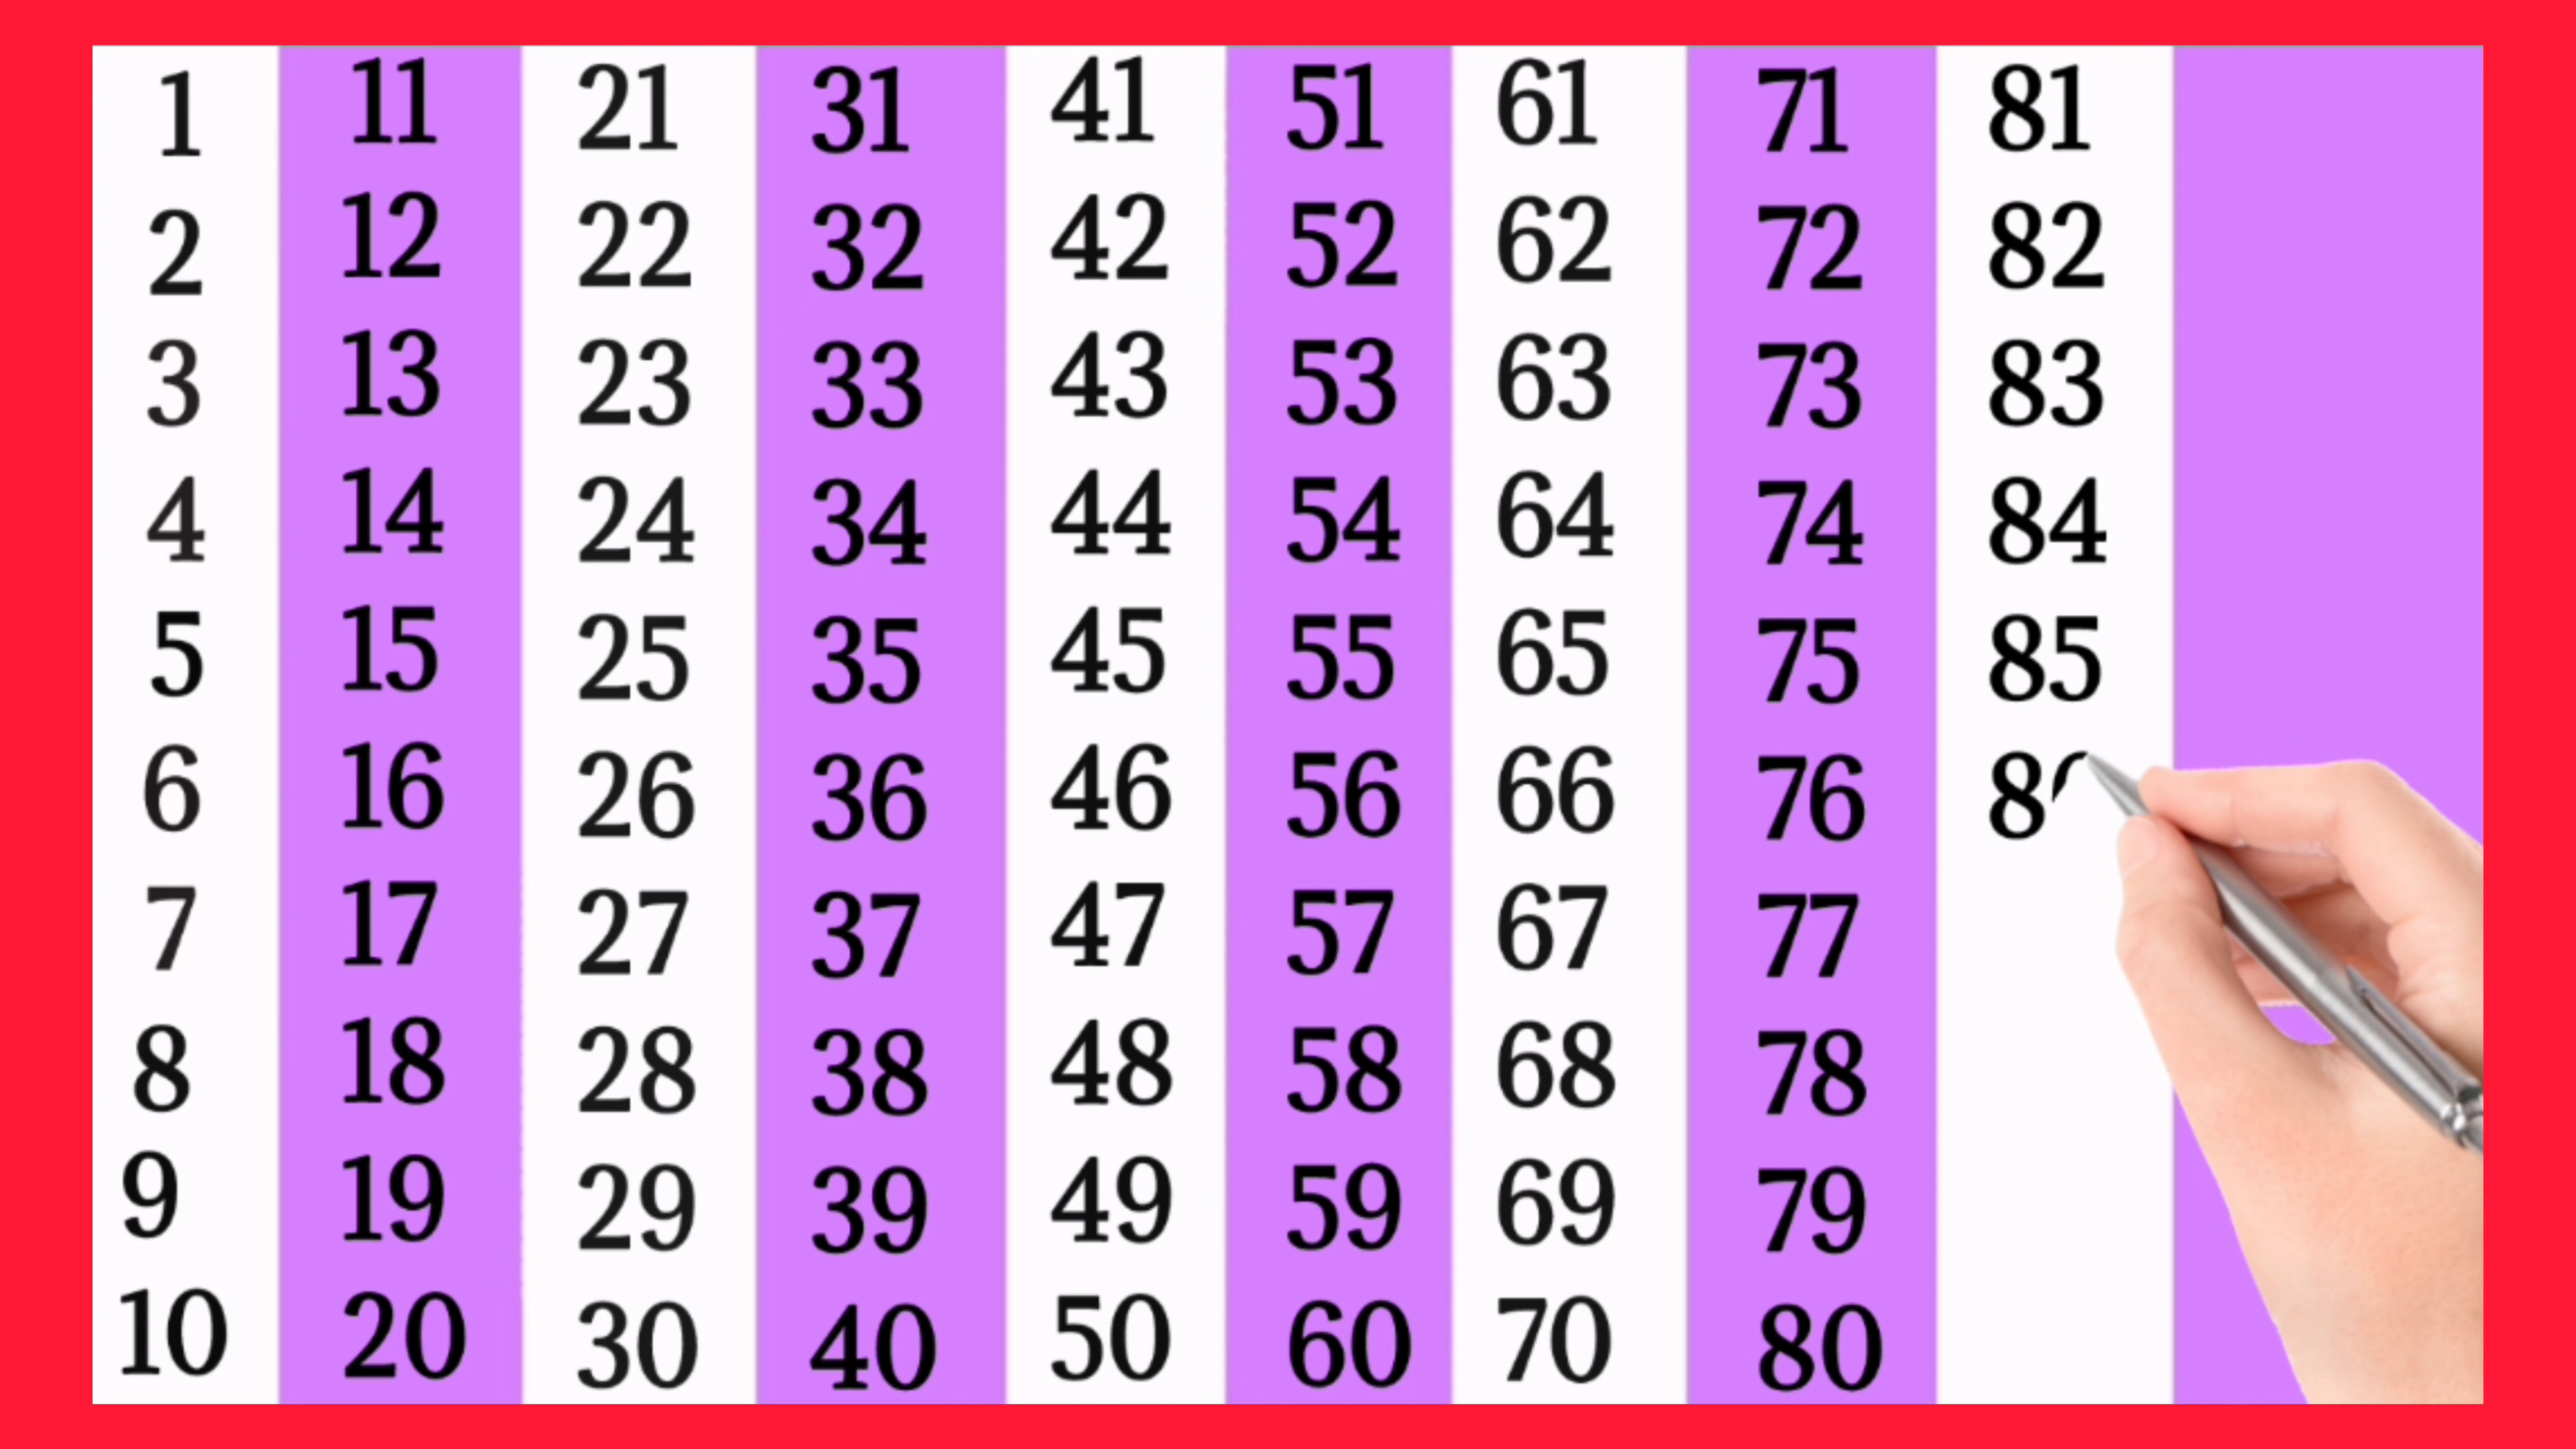 1 11 21 31 41 51 61 71 81
2 12 22 32 42 52 62 72 82
3 13 23 33 43 53 63 73 83
4 14 24 34 44 54 64 74 84
5 15 25 35 45 55 65 75 85
6 16 26 36 46 56 66 76
7 17 27 37 47 57 67 77
8 18 28 38 48 58 68 78
9 19 29 39 49 59 69 79
10 20 30 40 50 60 70 80